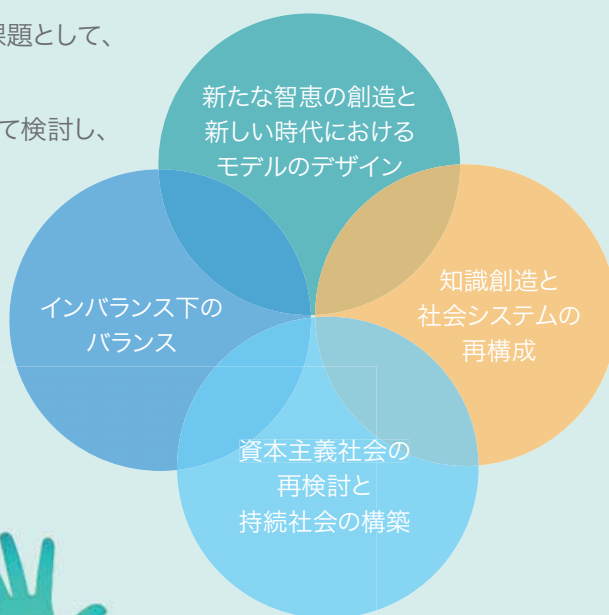 課題として、
て検討し、
新たな智恵の創造と
新しい時代における
モデルのデザイン
インバランス下の
バランス
知識創造と
社会システムの
再構成
資本主義社会の
再検討と
持続社会の構築